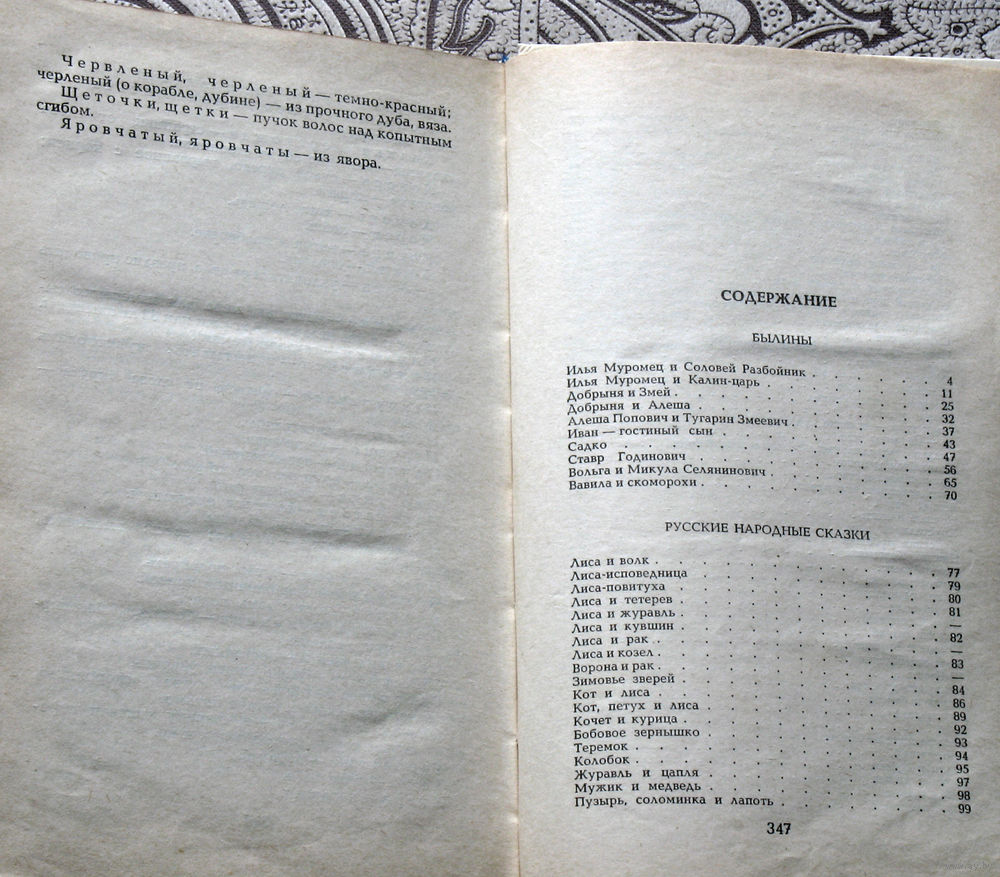 Червленый, черленый — темно-красный;
черленый (о корабле, дубине) — из прочного дуба, вяза.
Щеточки, щетки — пучок волос над копытным
сгибом.
Яровчатый, яровчаты — из явора.
СОДЕРЖАНИЕ
БЫЛИНЫ
Илья Муромец и Соловей Разбойник . . . . . 4
Илья Муромец и Калин-царь . . . . . . 11
Добрыня и Змей . . . . . . . . 25
Добрыня и Алеша . . . . . . . . 32
Алеша Попович и Тугарин Змеевич . . . . . 37
Иван — гостиный сын . . . . . . . 43
Садко . . . . . . . . . . 47
Ставр Годинович . . . . . . . . 56
Вольга и Микула Селянинович . . . . . . 65
Вавила и скоморохи . . . . . . . . 70
РУССКИЕ НАРОДНЫЕ СКАЗКИ
Лиса и волк . . . . . . . . . 77
Лиса-исповедница . . . . . . . . 79
Лиса-повитуха . . . . . . . . . 80
Лиса и тетерев . . . . . . . . . 81
Лиса и журавль . . . . . . . . . —
Лиса и кувшин . . . . . . . . . 82
Лиса и рак . . . . . . . . . —
Лиса и козел . . . . . . . . . 83
Ворона и рак . . . . . . . . . —
Зимовье зверей . . . . . . . . . 84
Кот и лиса . . . . . . . . . 86
Кот, петух и лиса . . . . . . . . 89
Кочет и курица . . . . . . . . . 92
Бобовое зернышко . . . . . . . . 93
Теремок . . . . . . . . . . 94
Колобок . . . . . . . . . . 95
Журавль и цапля . . . . . . . . 97
Мужик и медведь . . . . . . . . 98
Пузырь, соломинка и лапоть . . . . . . 99
347